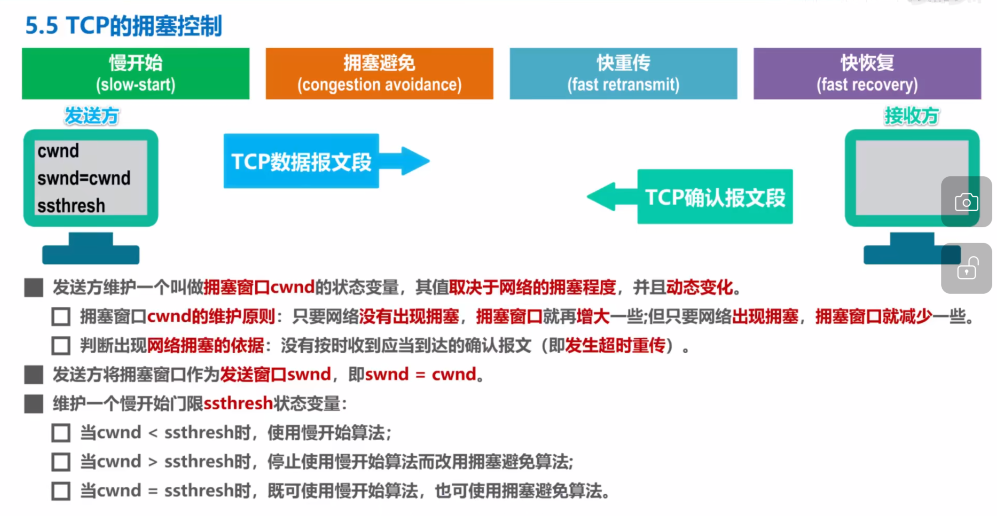 5.5 TCP的拥塞控制
慢开始
(slow-start)
拥塞避免
(congestion avoidance)
快重传
(fast retransmit)
快恢复
(fast recovery)
发送方
接收方
cwnd
swnd=cwnd
ssthresh
TCP数据报文段
TCP确认报文段
发送方维护一个叫做拥塞窗口cwnd的状态变量，其值取决于网络的拥塞程度，并且动态变化。
拥塞窗口cwnd的维护原则：只要网络没有出现拥塞，拥塞窗口就再增大一些;但只要网络出现拥塞，拥塞窗口就减少一些。
判断出现网络拥塞的依据：没有按时收到应当到达的确认报文（即发生超时重传）。
发送方将拥塞窗口作为发送窗口swnd，即swnd = cwnd。
维护一个慢开始门限ssthresh状态变量：
当cwnd < ssthresh时，使用慢开始算法；
当cwnd > ssthresh时，停止使用慢开始算法而改用拥塞避免算法;
当cwnd = ssthresh时，既可使用慢开始算法，也可使用拥塞避免算法。